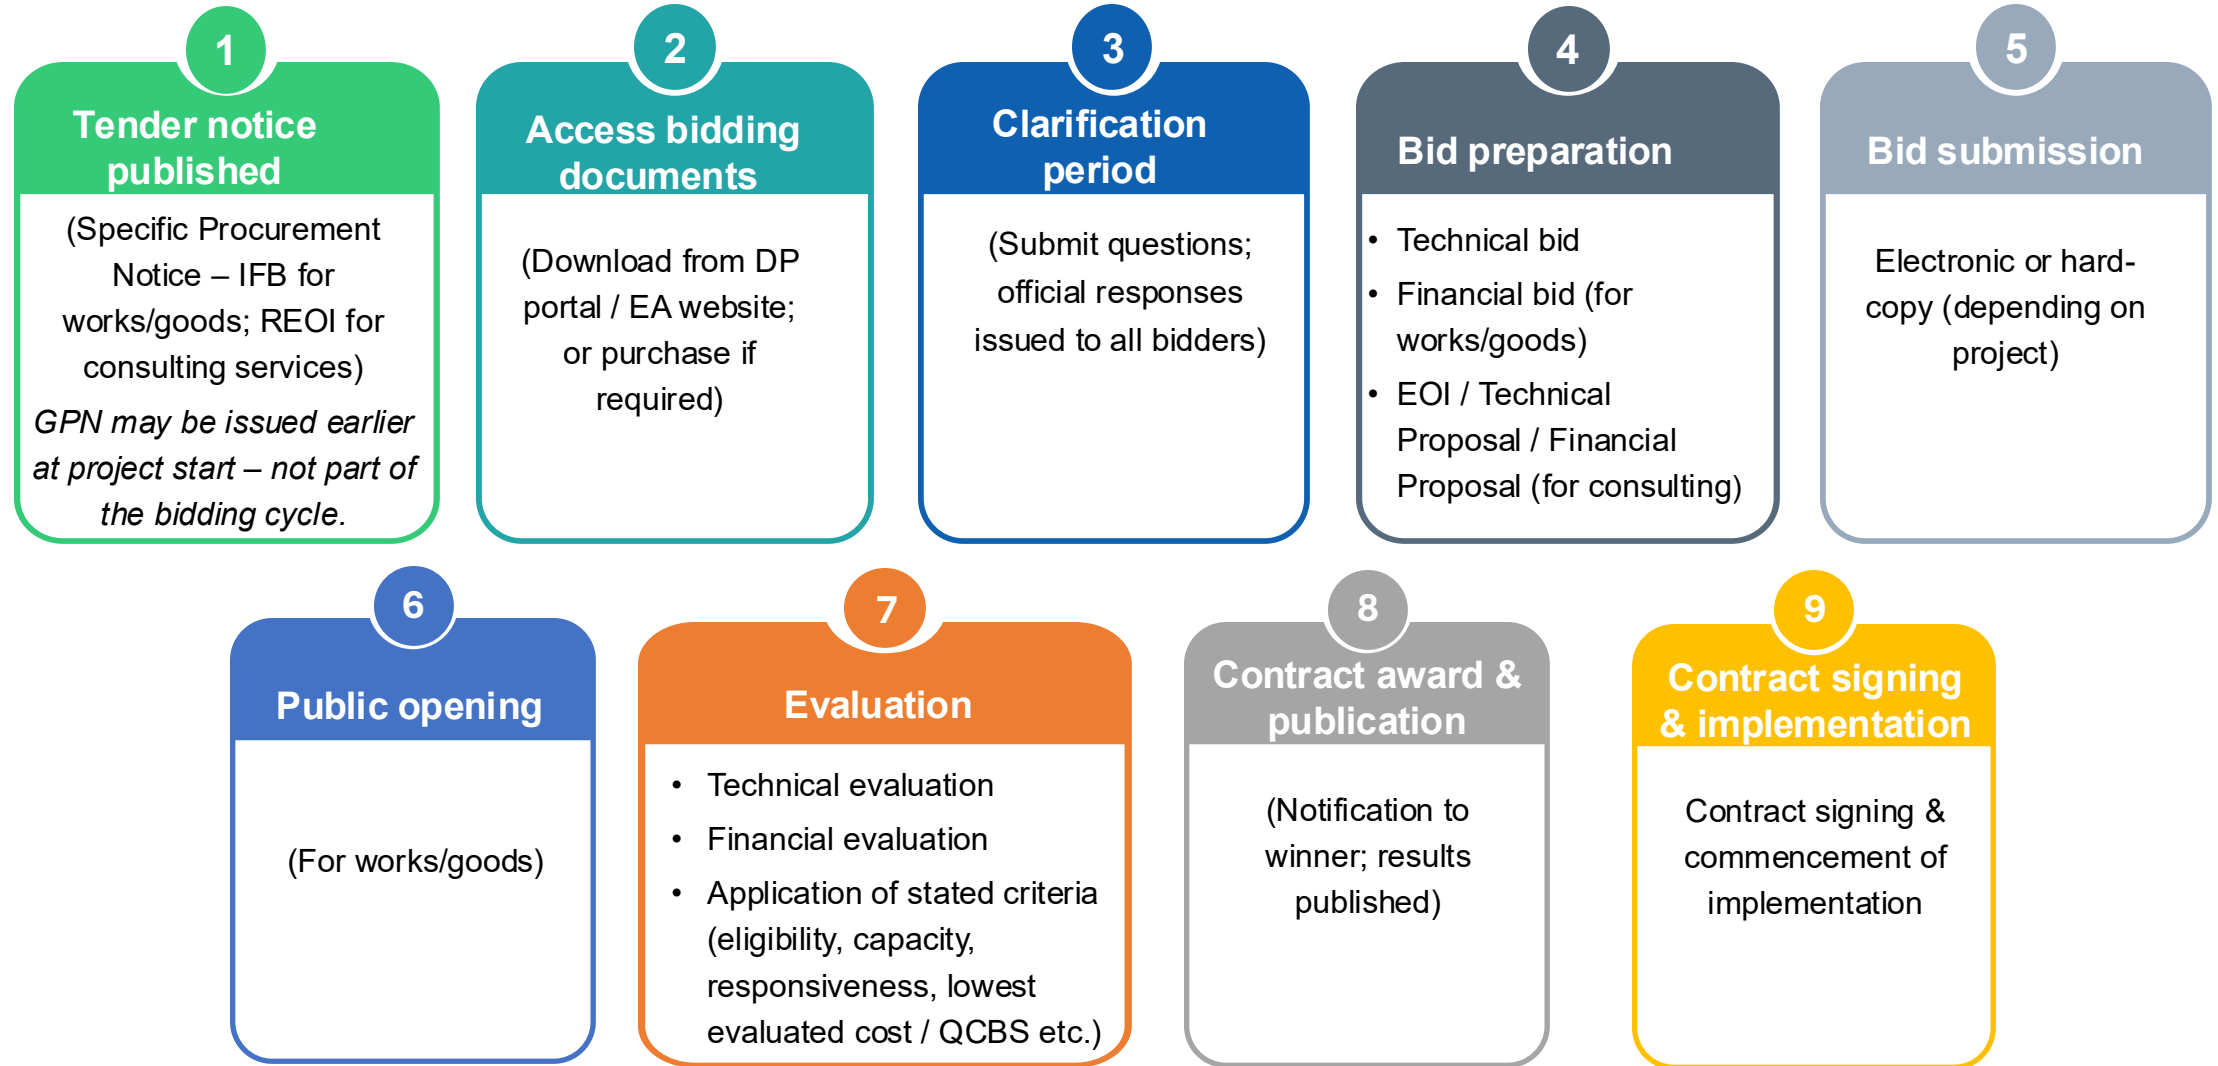 1
Tender notice
published
(Specific Procurement
Notice – IFB for
works/goods; REOI for
consulting services)
GPN may be issued earlier
at project start – not part of
the bidding cycle.
2
Access bidding
documents
(Download from DP
portal / EA website;
or purchase if
required)
3
Clarification
period
(Submit questions;
official responses
issued to all bidders)
4
Bid preparation
• Technical bid
• Financial bid (for
works/goods)
• EOI / Technical
Proposal / Financial
Proposal (for consulting)
5
Bid submission
Electronic or hard-
copy (depending on
project)
6
Public opening
(For works/goods)
7
Evaluation
• Technical evaluation
• Financial evaluation
• Application of stated criteria
(eligibility, capacity,
responsiveness, lowest
evaluated cost / QCBS etc.)
8
Contract award &
publication
(Notification to
winner; results
published)
9
Contract signing
& implementation
Contract signing &
commencement of
implementation